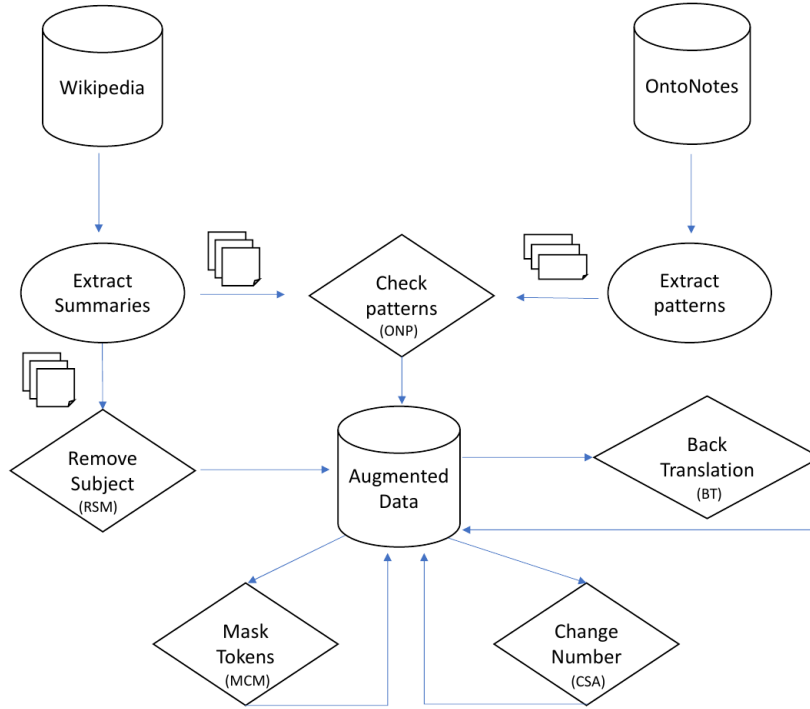 Wikipedia
OntoNotes
Extract
Summaries
Check
patterns
(ONP)
Extract
patterns
Remove
Subject
(RSM)
Augmented
Data
Back
Translation
(BT)
Mask
Tokens
(MCM)
Change
Number
(CSA)